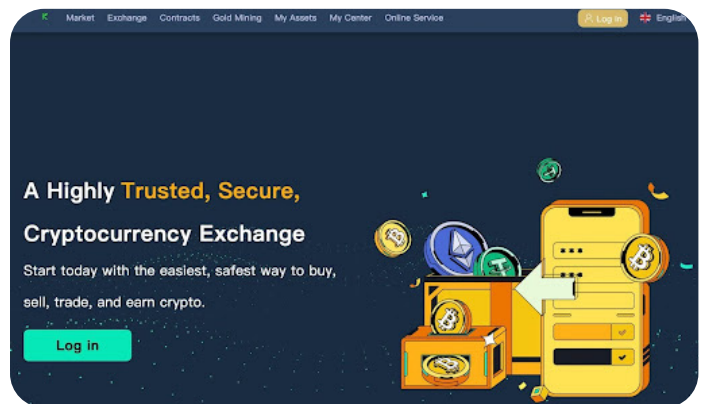 Market Exchange Contracts Gold Mining My Assets My Center Online Service Log in English
A Highly Trusted, Secure,
Cryptocurrency Exchange
Start today with the easiest, safest way to buy,
sell, trade, and earn crypto.
Log in